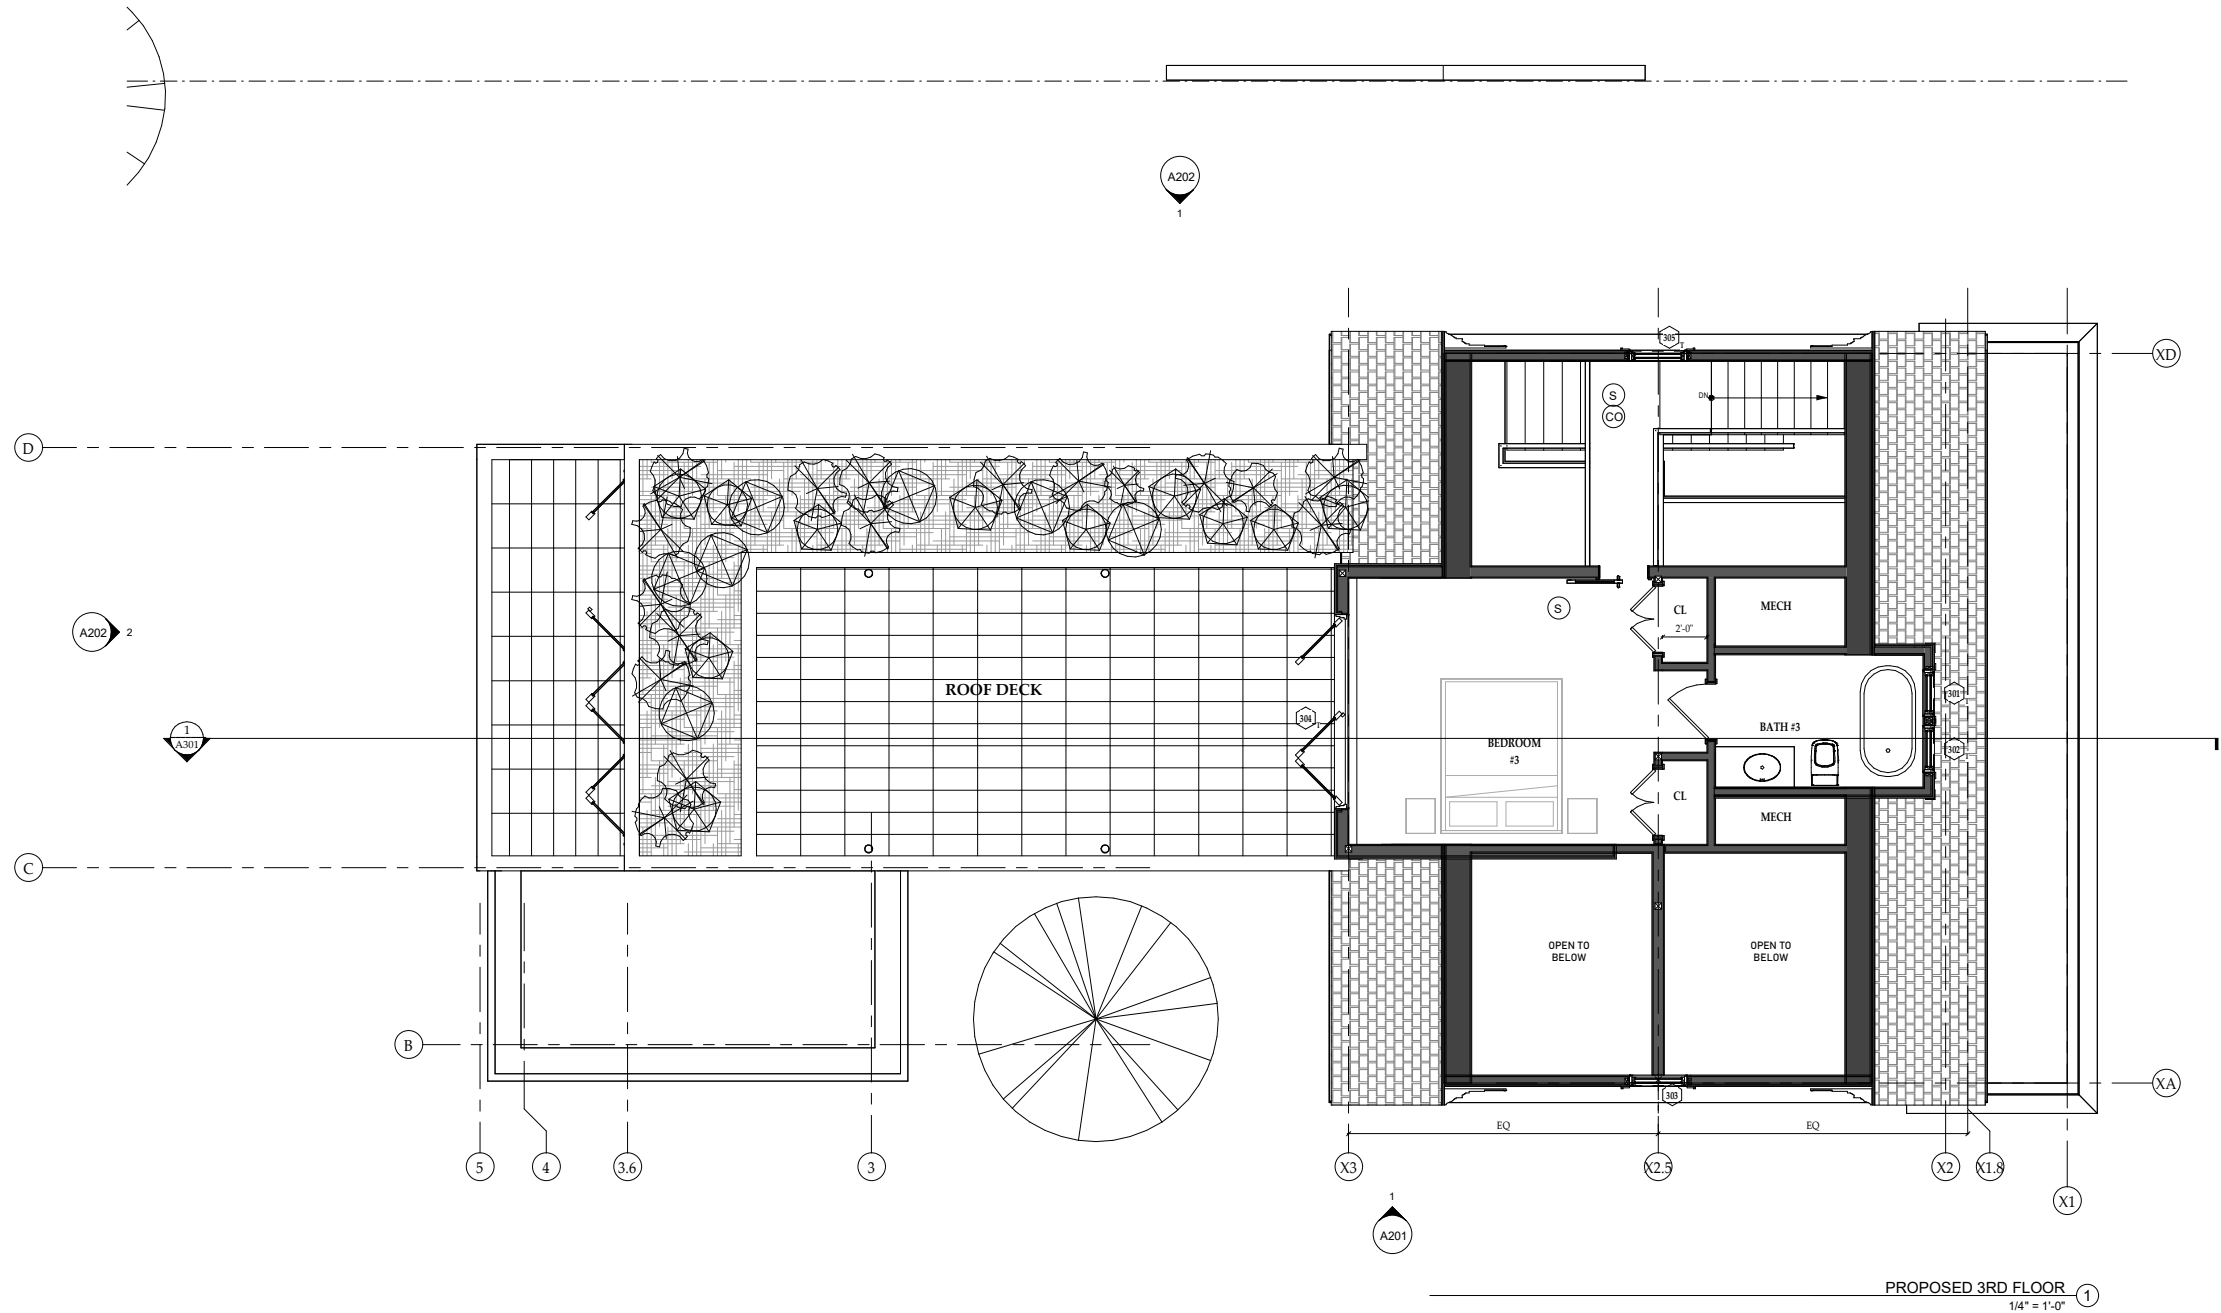 A202
1
305
T
XD
S
CO
DN
D
CL
2'-0"
MECH
S
A202
2
ROOF DECK
301
304
T
1
A301
BATH #3
BEDROOM
#3
302
CL
MECH
C
OPEN TO
BELOW
OPEN TO
BELOW
B
XA
303
EQ
EQ
5
4
3.6
3
X3
X2.5
X2
X1.8
X1
1
A201
PROPOSED 3RD FLOOR
1
1/4" = 1'-0"